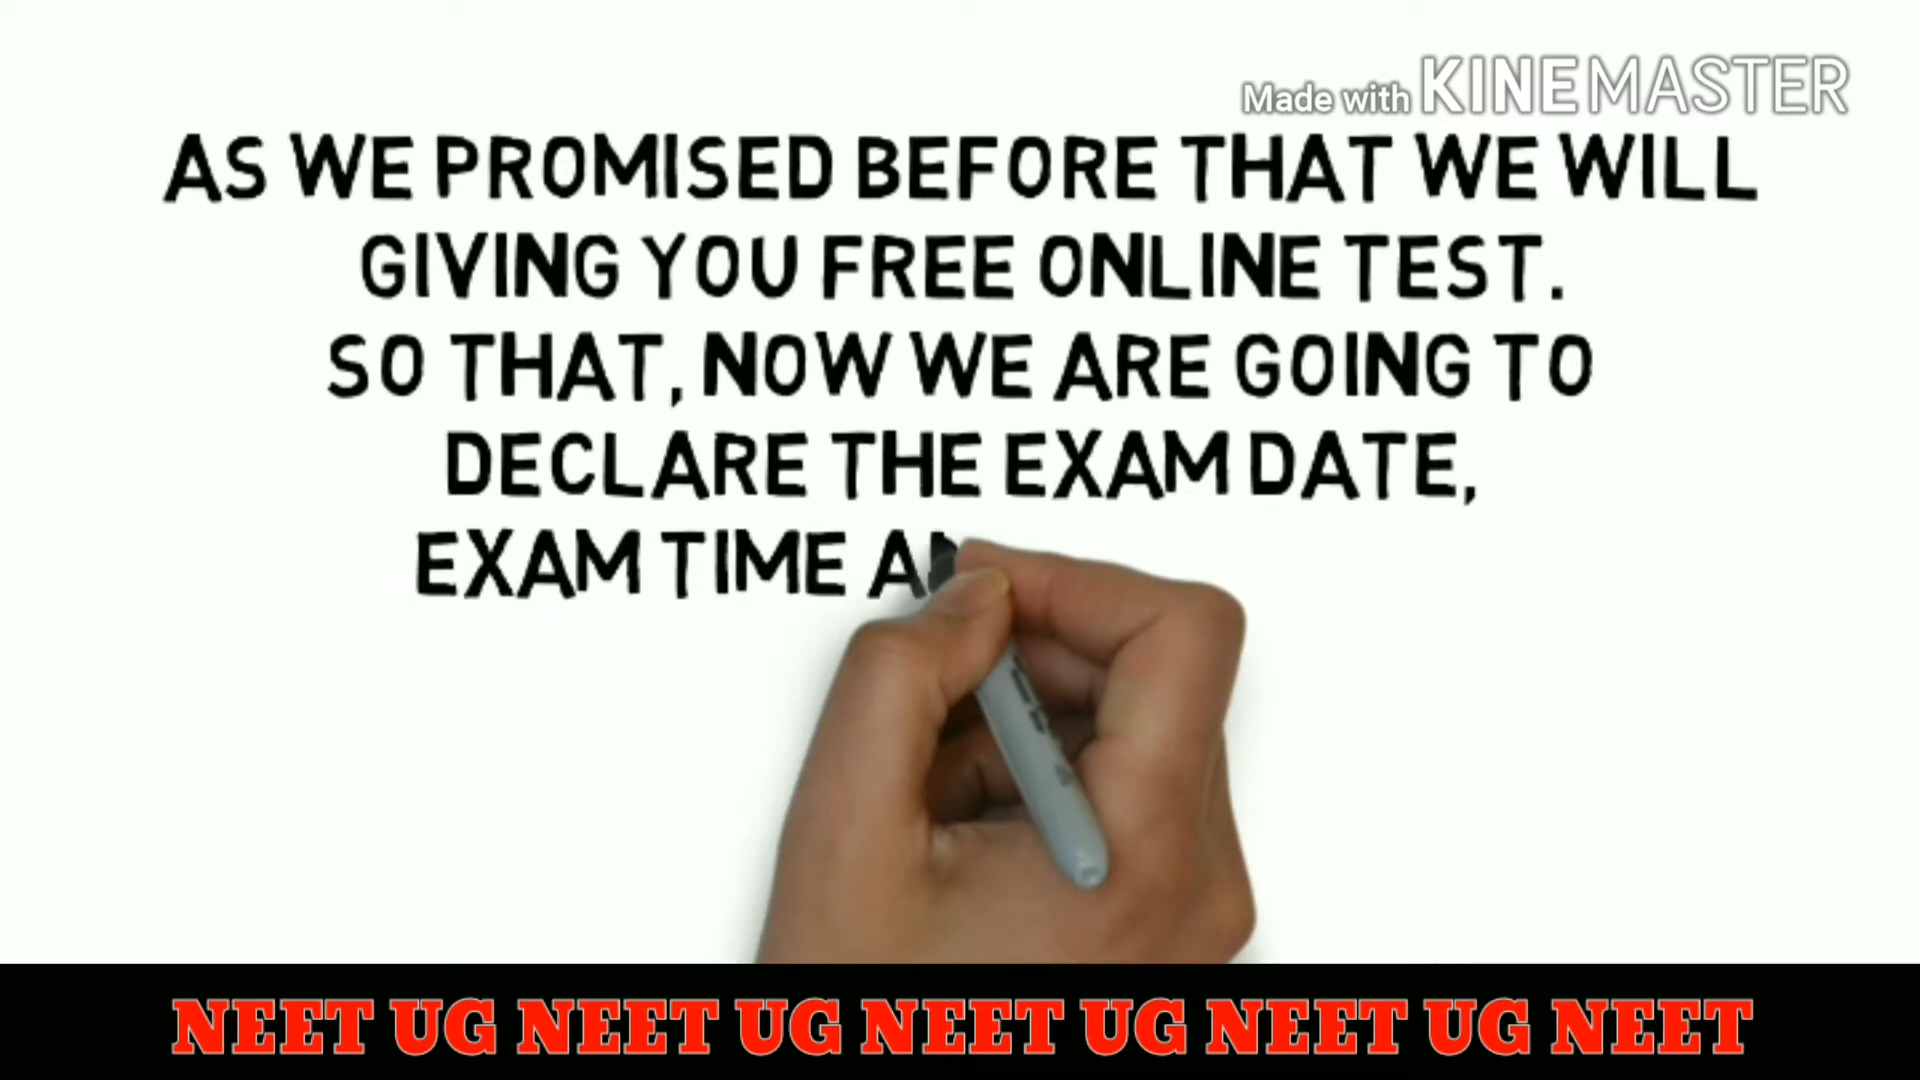 Made with KINEMASTER
AS WE PROMISED BEFORE THAT WE WILL
GIVING YOU FREE ONLINE TEST.
SO THAT, NOW WE ARE GOING TO
DECLARE THE EXAM DATE,
EXAM TIME
NEET UG NEET UG NEET UG NEET UG NEET